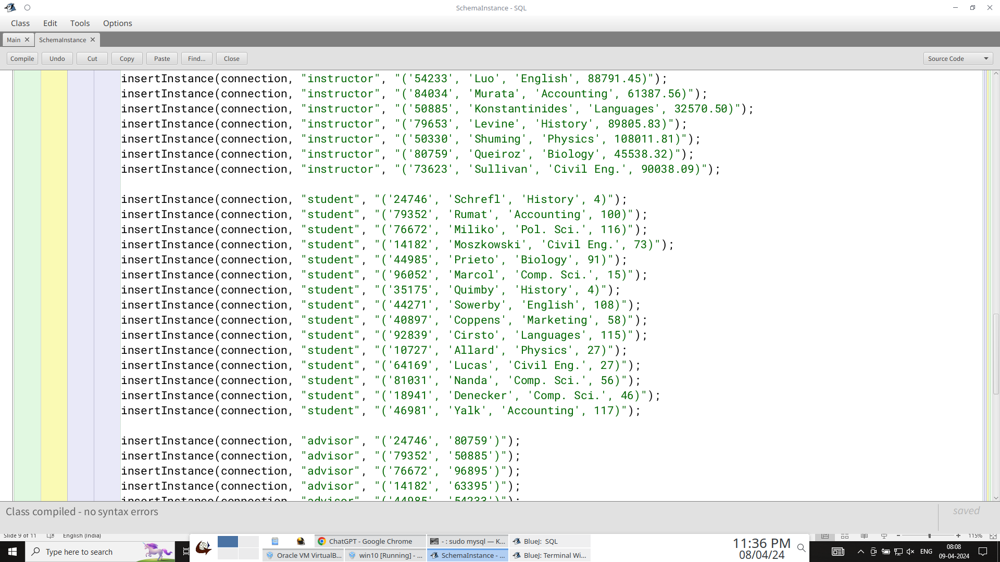 SchemaInstance - SQL
Class Edit Tools Options
Main SchemaInstance
Compile Undo Cut Copy Paste Find... Close Source Code
insertInstance(connection, "instructor", "('54233', 'Luo', 'English', 88791.45)");
insertInstance(connection, "instructor", "('84034', 'Murata', 'Accounting', 61387.56)");
insertInstance(connection, "instructor", "('50885', 'Konstantinides', 'Languages', 32570.50)");
insertInstance(connection, "instructor", "('79653', 'Levine', 'History', 89805.83)");
insertInstance(connection, "instructor", "('50330', 'Shuming', 'Physics', 108011.81)");
insertInstance(connection, "instructor", "('80759', 'Queiroz', 'Biology', 45538.32)");
insertInstance(connection, "instructor", "('73623', 'Sullivan', 'Civil Eng.', 90038.09)");
insertInstance(connection, "student", "('24746', 'Schrefl', 'History', 4)");
insertInstance(connection, "student", "('79352', 'Rumat', 'Accounting', 100)");
insertInstance(connection, "student", "('76672', 'Miliko', 'Pol. Sci.', 116)");
insertInstance(connection, "student", "('14182', 'Moszkowski', 'Civil Eng.', 73)");
insertInstance(connection, "student", "('44985', 'Prieto', 'Biology', 91)");
insertInstance(connection, "student", "('96052', 'Marcol', 'Comp. Sci.', 15)");
insertInstance(connection, "student", "('35175', 'Quimby', 'History', 4)");
insertInstance(connection, "student", "('44271', 'Sowerby', 'English', 108)");
insertInstance(connection, "student", "('40897', 'Coppens', 'Marketing', 58)");
insertInstance(connection, "student", "('92839', 'Cirsto', 'Languages', 115)");
insertInstance(connection, "student", "('10727', 'Allard', 'Physics', 27)");
insertInstance(connection, "student", "('64169', 'Lucas', 'Civil Eng.', 27)");
insertInstance(connection, "student", "('81031', 'Nanda', 'Comp. Sci.', 56)");
insertInstance(connection, "student", "('18941', 'Denecker', 'Comp. Sci.', 46)");
insertInstance(connection, "student", "('46981', 'Yalk', 'Accounting', 117)");
insertInstance(connection, "advisor", "('24746', '80759')");
insertInstance(connection, "advisor", "('79352', '50885')");
insertInstance(connection, "advisor", "('76672', '96895')");
insertInstance(connection, "advisor", "('14182', '63395')");
insertInstance(connection, "advisor", "('44985', '54233')");
Class compiled - no syntax errors
saved
Slide 9 of 11 English (India) 115%
ChatGPT - Google Chrome - : sudo mysql — K... BlueJ: SQL
Type here to search
Oracle VM VirtualB... win10 [Running] - ... SchemaInstance - ... BlueJ: Terminal Wi...
11:36 PM
08/04/24
ENG
08:08
09-04-2024